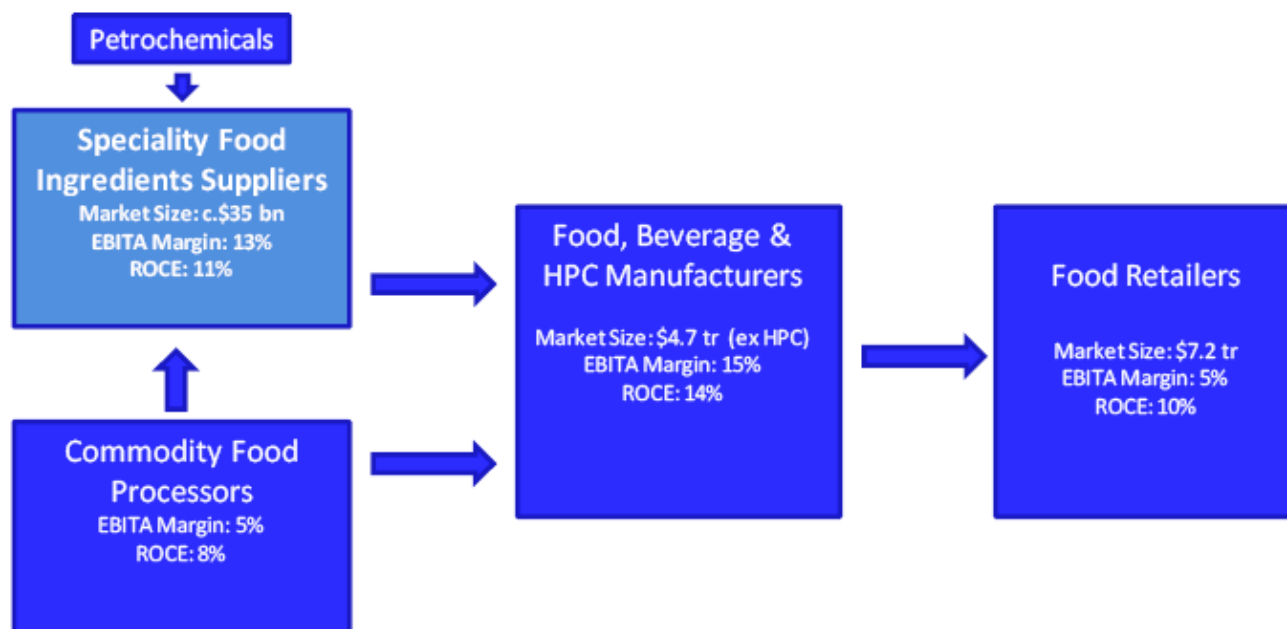 Petrochemicals
Speciality Food
Ingredients Suppliers
Market Size: c.$35 bn
EBITA Margin: 13%
ROCE: 11%
Commodity Food
Processors
EBITA Margin: 5%
ROCE: 8%
Food, Beverage &
HPC Manufacturers
Market Size: $4.7 tr (ex HPC)
EBITA Margin: 15%
ROCE: 14%
Food Retailers
Market Size: $7.2 tr
EBITA Margin: 5%
ROCE: 10%